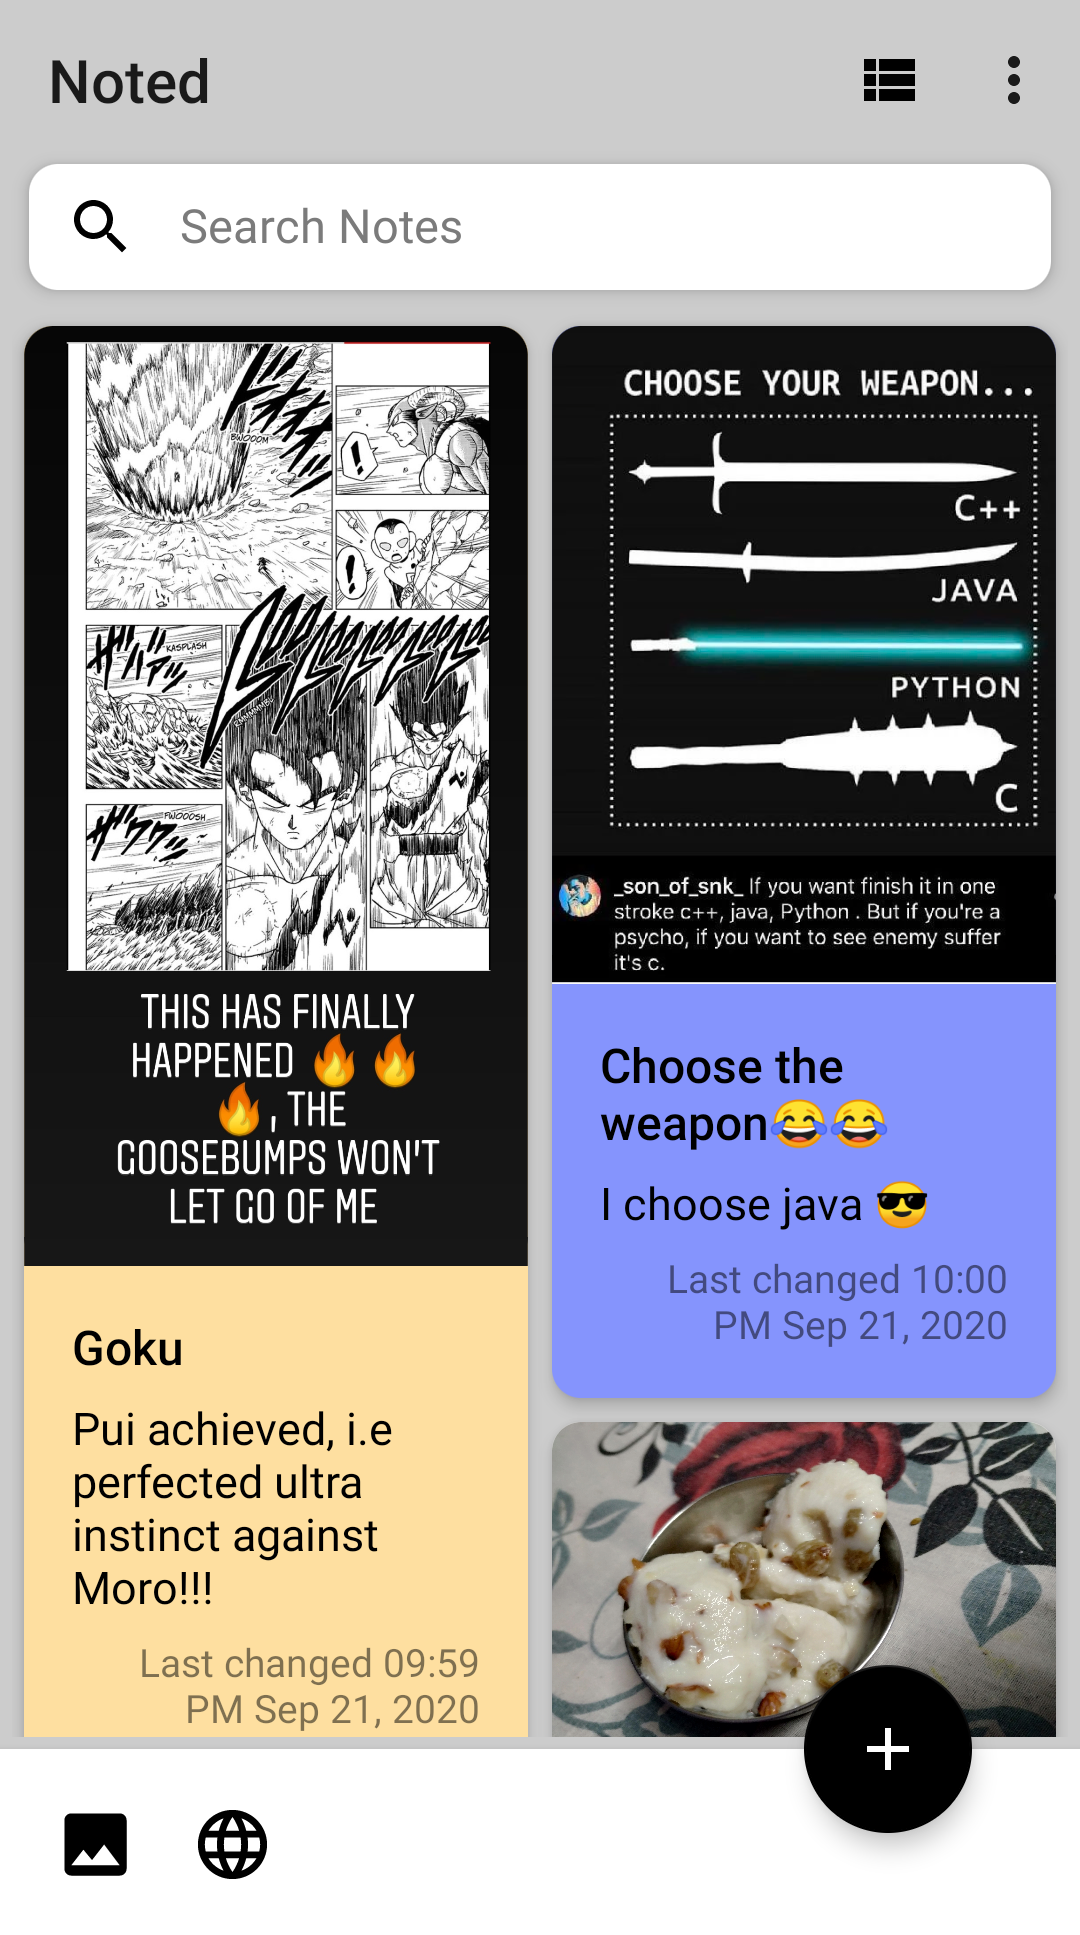 Noted
Search Notes
BWOOOM
!
!
KASPLASH
FWOOOSH
THIS HAS FINALLY
HAPPENED 🔥 🔥
🔥, THE
GOOSEBUMPS WON'T
LET GO OF ME
Goku
Pui achieved, i.e
perfected ultra
instinct against
Moro!!!
Last changed 09:59
PM Sep 21, 2020
CHOOSE YOUR WEAPON...
C++
JAVA
PYTHON
C
_son_of_snk_ If you want finish it in one
stroke c++, java, Python . But if you're a
psycho, if you want to see enemy suffer
it's c.
Choose the
weapon😂😂
I choose java 😎
Last changed 10:00
PM Sep 21, 2020